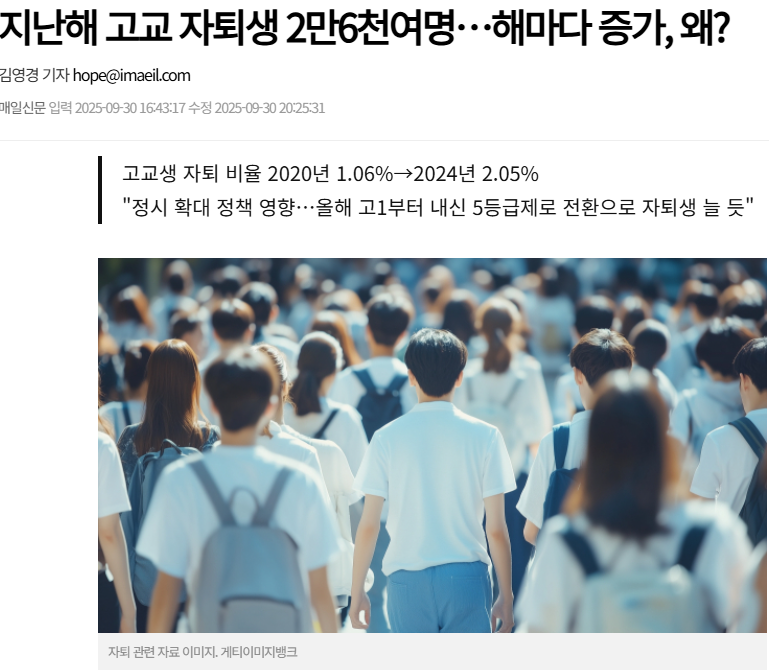 지난해 고교 자퇴생 2만6천여명…해마다 증가, 왜?
김영경 기자 hope@imaeil.com
매일신문 입력 2025-09-30 16:43:17 수정 2025-09-30 20:25:31
고교생 자퇴 비율 2020년 1.06%→2024년 2.05%
"정시 확대 정책 영향…올해 고1부터 내신 5등급제로 전환으로 자퇴생 늘 듯"
자퇴 관련 자료 이미지. 게티이미지뱅크